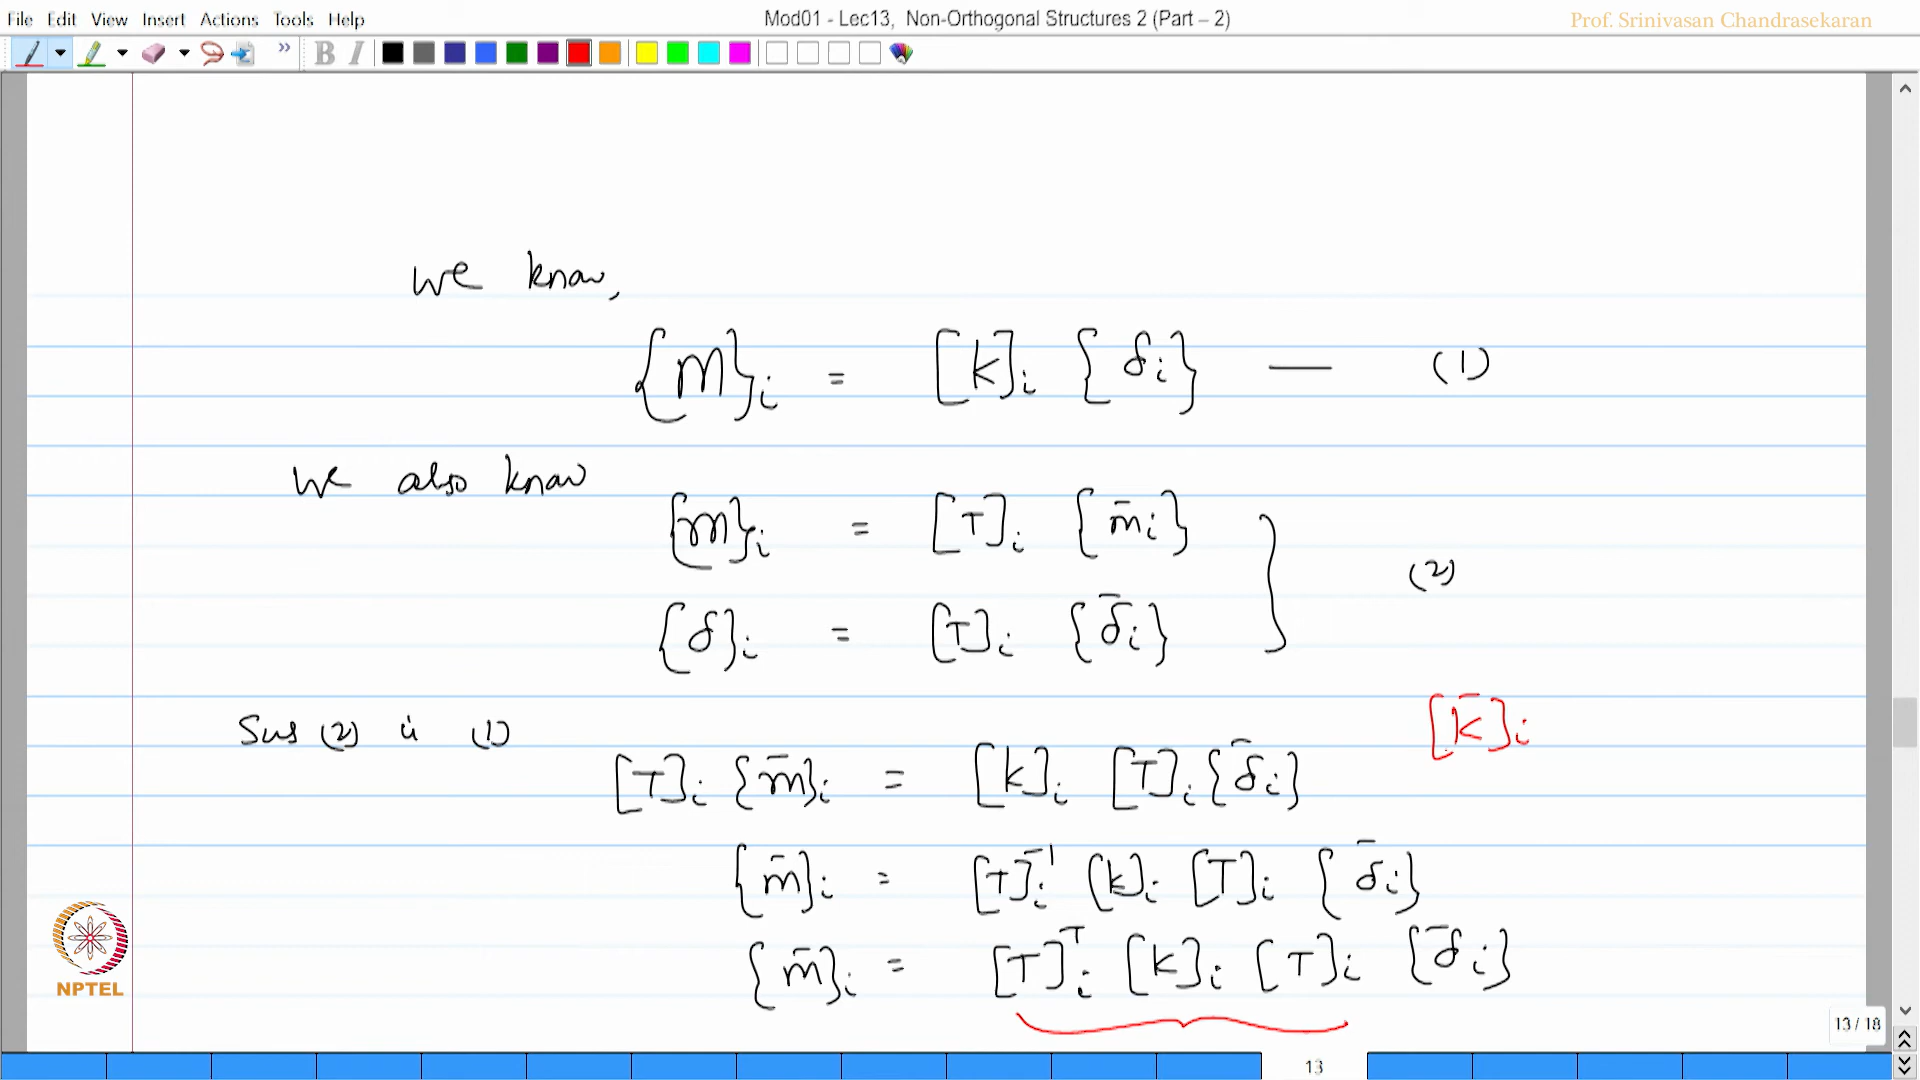 File Edit View Insert Actions Tools Help
Mod01 - Lec13, Non-Orthogonal Structures 2 (Part – 2)
Prof. Srinivasan Chandrasekaran
B I
we know,
{m}i = [k]i {δi} — (1)
we also know
{m}i = [T]i {m̄i}
(2)
{δ}i = [T]i {δ̄i}
[k̄]i
Sus (2) in (1)
[T]i {m̄}i = [k]i [T]i {δ̄i}
{m̄}i = [T]i⁻¹ [k]i [T]i {δ̄i}
{m̄}i = [T]iᵀ [k]i [T]i {δ̄i}
NPTEL
13 / 18
13